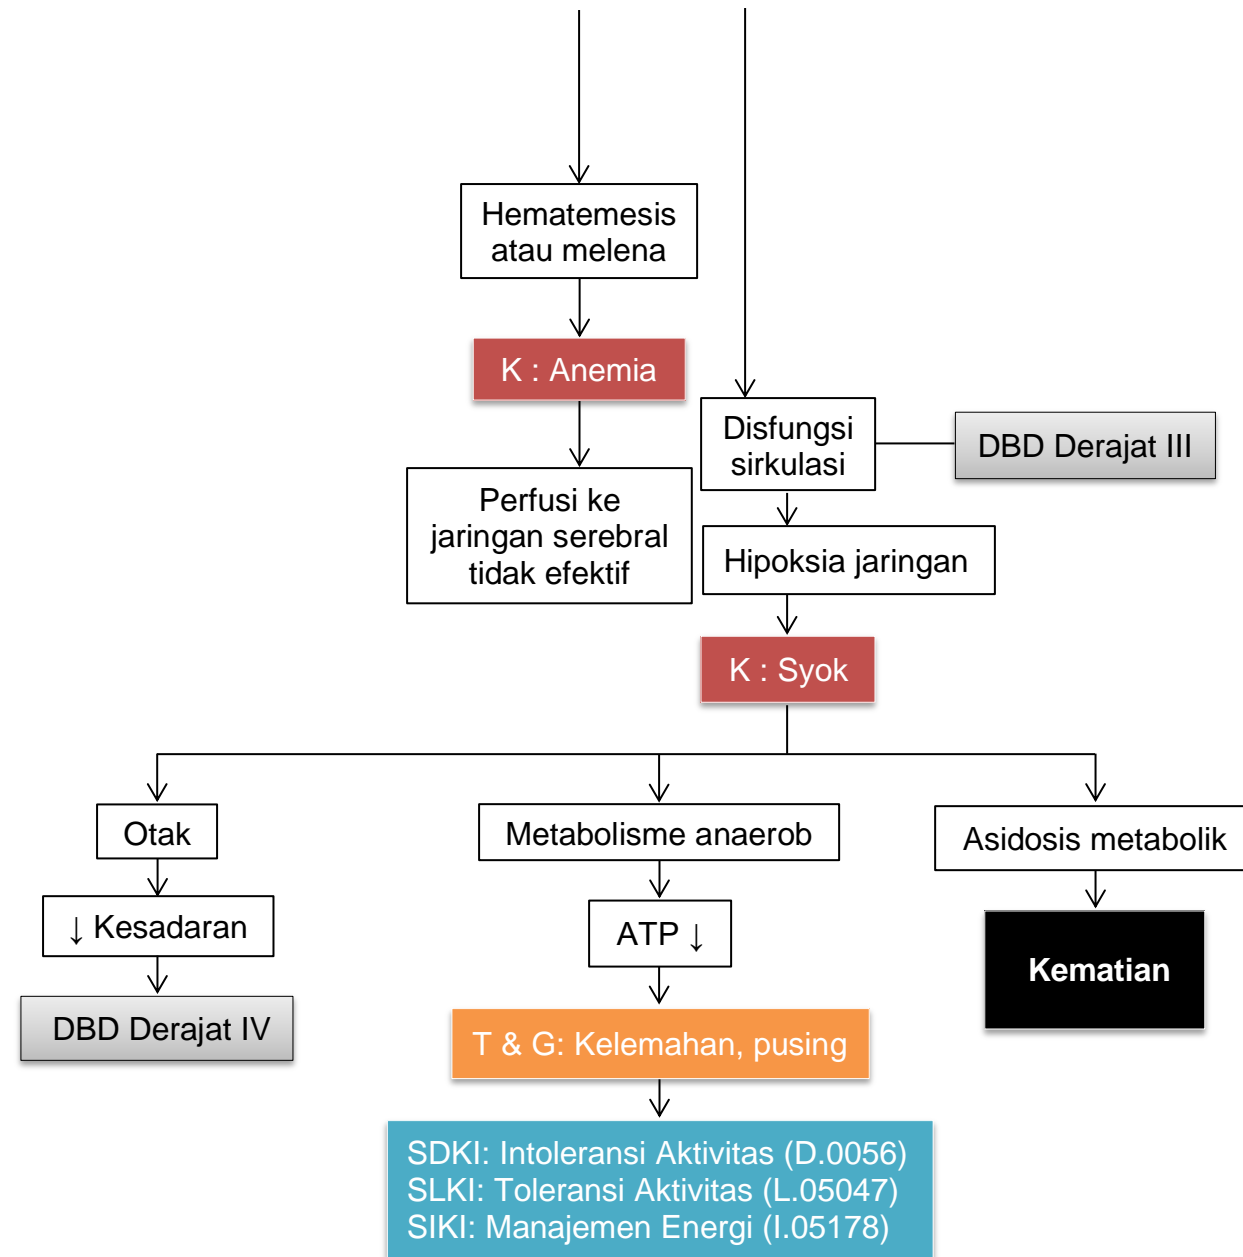 Hematemesis
atau melena
K : Anemia
Disfungsi
sirkulasi
DBD Derajat III
Perfusi ke
jaringan serebral
tidak efektif
Hipoksia jaringan
K : Syok
Otak
Metabolisme anaerob
Asidosis metabolik
↓ Kesadaran
ATP ↓
Kematian
DBD Derajat IV
T & G: Kelemahan, pusing
SDKI: Intoleransi Aktivitas (D.0056)
SLKI: Toleransi Aktivitas (L.05047)
SIKI: Manajemen Energi (I.05178)